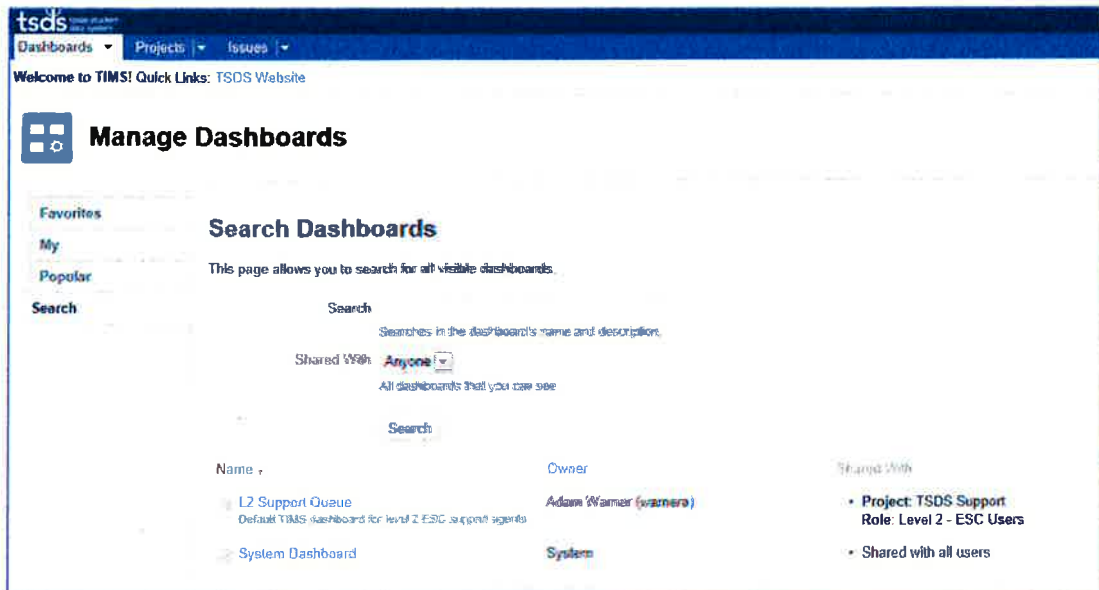 tsds texas student data system
Dashboards Projects Issues
Welcome to TIMS! Quick Links: TSDS Website
Manage Dashboards
Favorites
My
Popular
Search
Search Dashboards
This page allows you to search for all visible dashboards.
Search
Searches in the dashboard's name and description.
Shared With Anyone
All dashboards that you can see
Search
Name Owner Shared With
L2 Support Queue Adam Warner (warnera) • Project: TSDS Support
Default TIMS dashboard for level 2 ESC support agents Role: Level 2 - ESC Users
System Dashboard System • Shared with all users